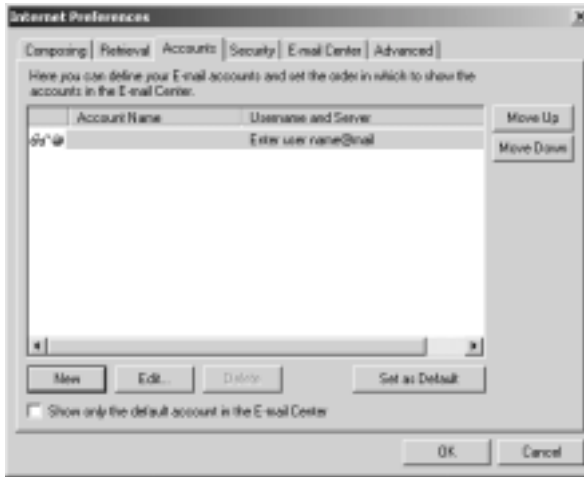 Internet Preferences
Composing Retrieval Accounts Security E-mail Center Advanced
Here you can define your E-mail accounts and set the order in which to show the
accounts in the E-mail Center.
Account Name Username and Server
Enter user name@mail
Move Up
Move Down
New Edit... Delete Set as Default
Show only the default account in the E-mail Center
OK Cancel